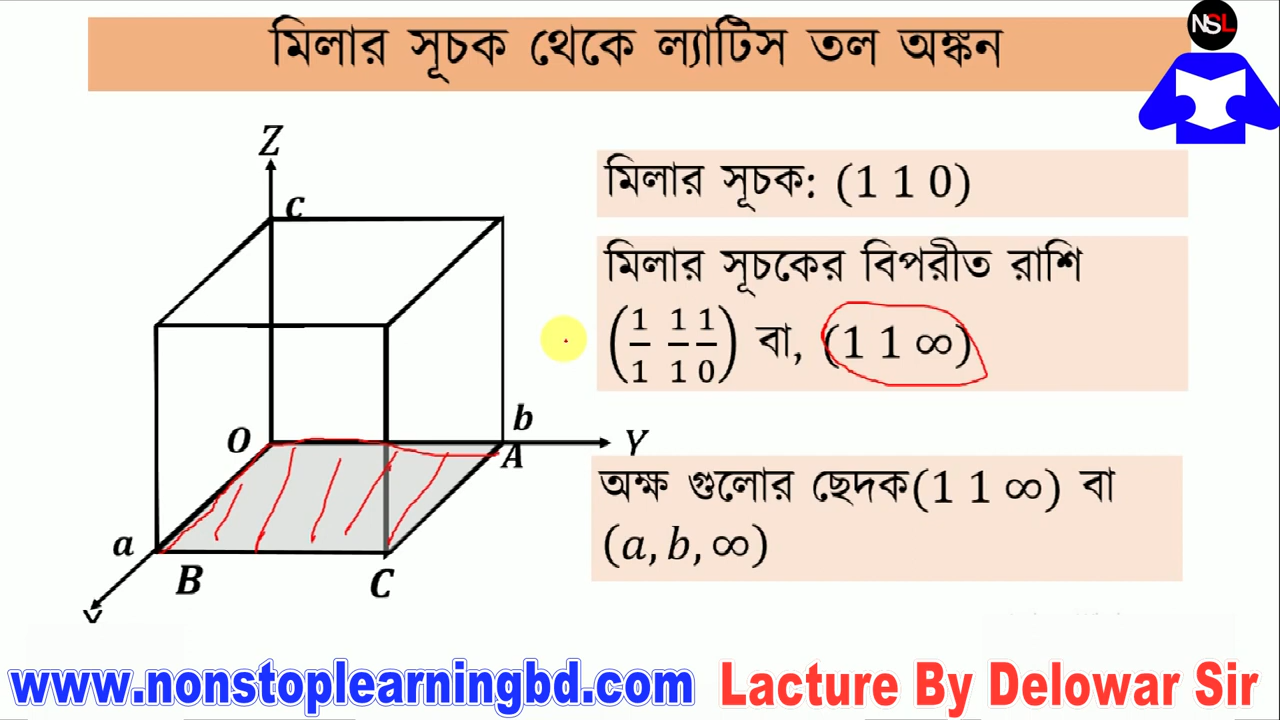 মিলার সূচক থেকে ল্যাটিস তল অঙ্কন
NSL
Z
c
মিলার সূচক: (1 1 0)
মিলার সূচকের বিপরীত রাশি
(1/1 1/1 1/0) বা, (1 1 ∞)
O
b
Y
A
অক্ষ গুলোর ছেদক(1 1 ∞) বা
(a, b, ∞)
a
B
C
www.nonstoplearningbd.com
Lacture By Delowar Sir